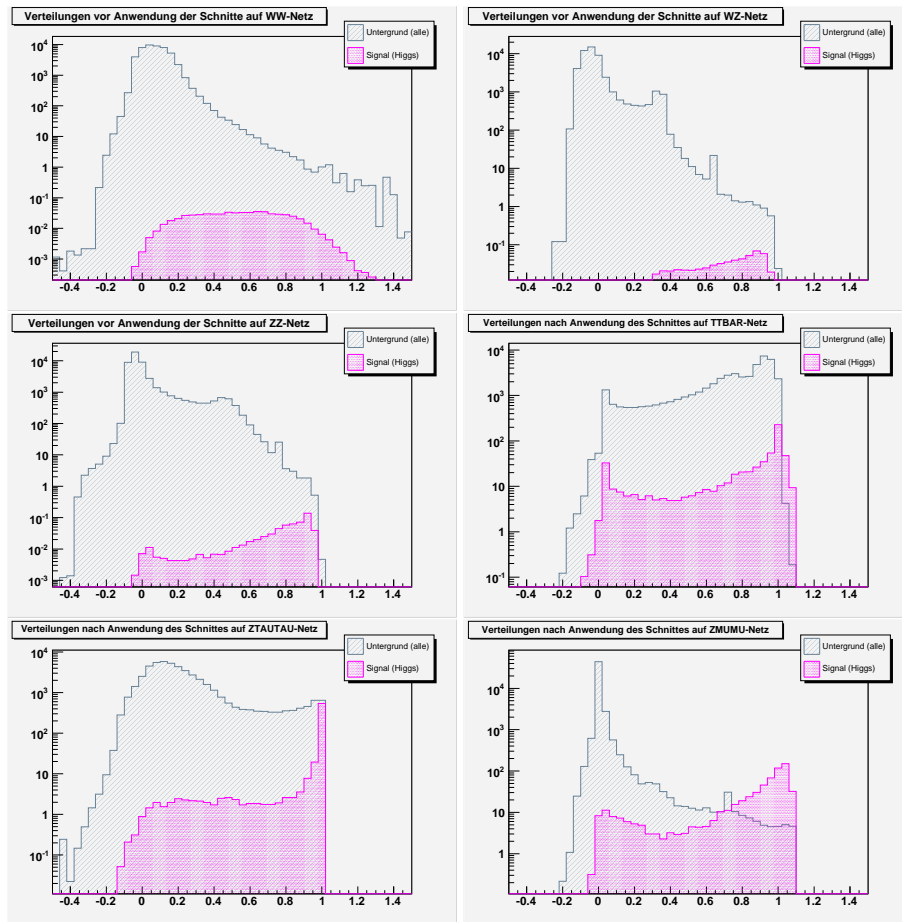 Verteilungen vor Anwendung der Schnitte auf WW-Netz
Untergrund (alle)
Signal (Higgs)
10^4
10^3
10^2
10
1
10^-1
10^-2
10^-3
-0.4 -0.2 0 0.2 0.4 0.6 0.8 1 1.2 1.4
Verteilungen vor Anwendung der Schnitte auf WZ-Netz
Untergrund (alle)
Signal (Higgs)
10^4
10^3
10^2
10
1
10^-1
-0.4 -0.2 0 0.2 0.4 0.6 0.8 1 1.2 1.4
Verteilungen vor Anwendung der Schnitte auf ZZ-Netz
Untergrund (alle)
Signal (Higgs)
10^4
10^3
10^2
10
1
10^-1
10^-2
10^-3
-0.4 -0.2 0 0.2 0.4 0.6 0.8 1 1.2 1.4
Verteilungen nach Anwendung des Schnittes auf TTBAR-Netz
Untergrund (alle)
Signal (Higgs)
10^4
10^3
10^2
10
1
10^-1
-0.4 -0.2 0 0.2 0.4 0.6 0.8 1 1.2 1.4
Verteilungen nach Anwendung des Schnittes auf ZTAUTAU-Netz
Untergrund (alle)
Signal (Higgs)
10^4
10^3
10^2
10
1
10^-1
-0.4 -0.2 0 0.2 0.4 0.6 0.8 1 1.2 1.4
Verteilungen nach Anwendung des Schnittes auf ZMUMU-Netz
Untergrund (alle)
Signal (Higgs)
10^4
10^3
10^2
10
1
-0.4 -0.2 0 0.2 0.4 0.6 0.8 1 1.2 1.4